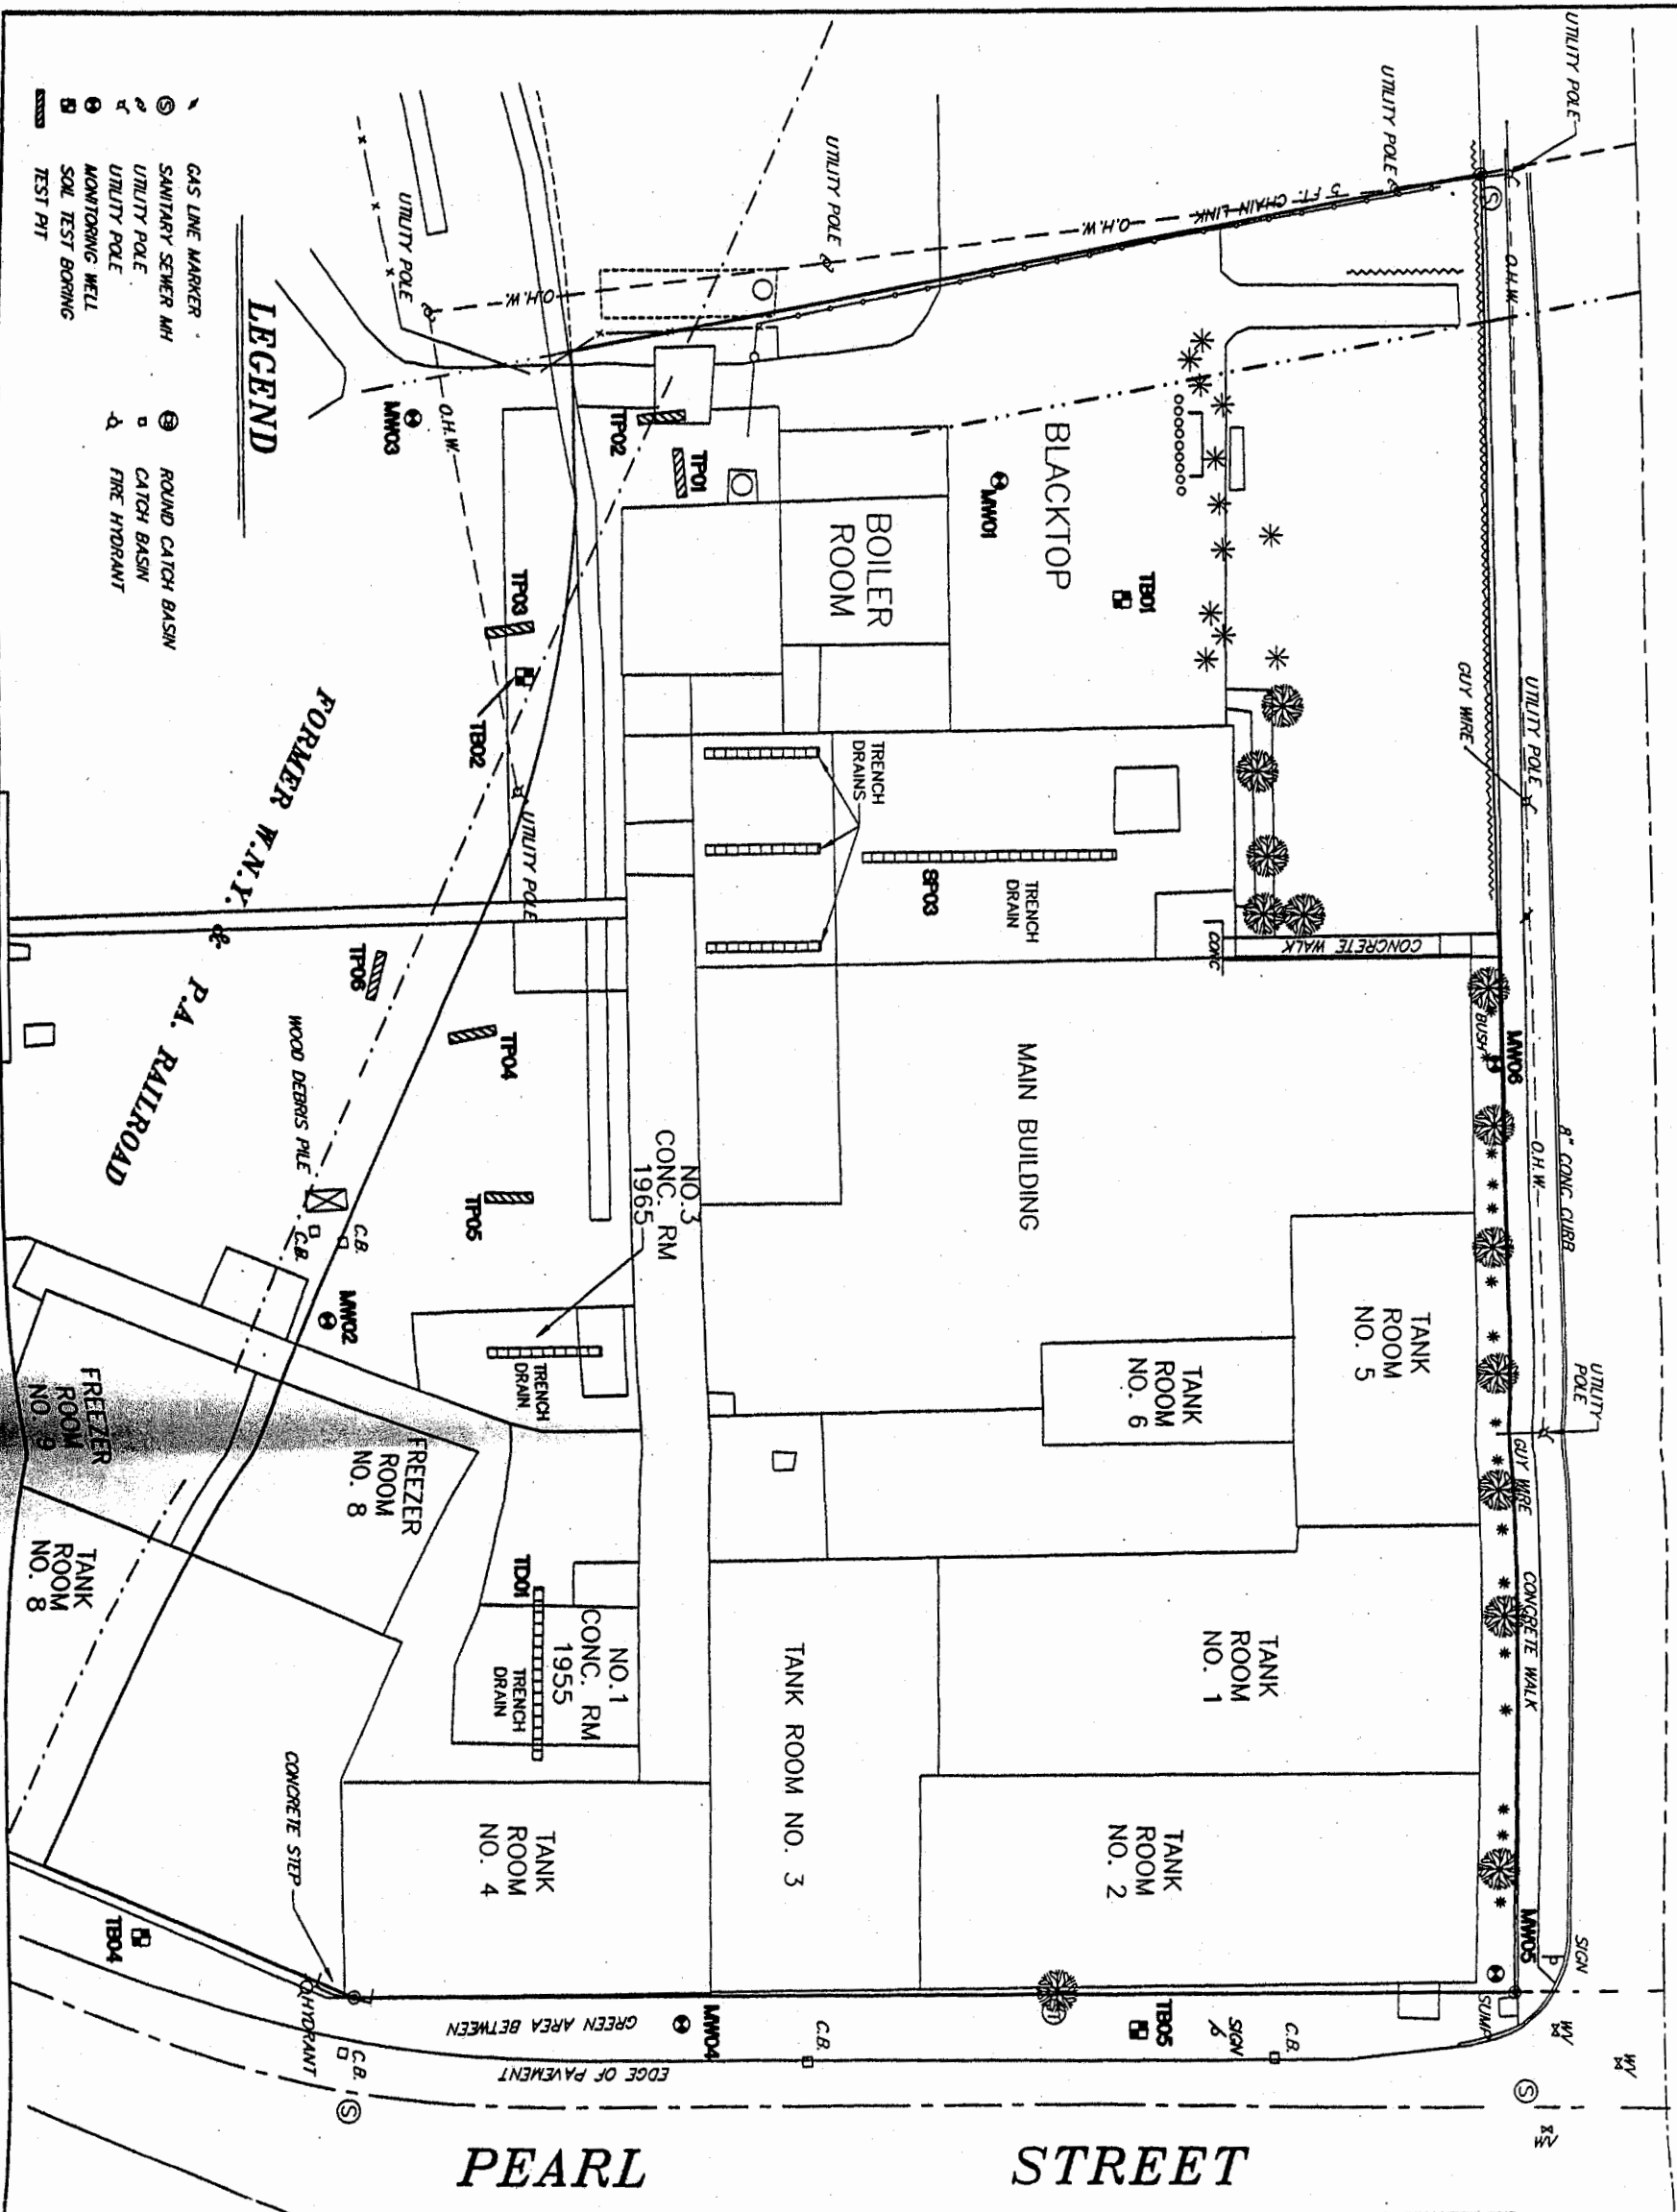 UTILITY POLE
UTILITY POLE
UTILITY POLE
UTILITY POLE
5 FT. CHAIN LINK
O.H.W.
O.H.W.
O.H.W.
O.H.W.
LEGEND
GAS LINE MARKER
S SANITARY SEWER MH
UTILITY POLE
UTILITY POLE
MONITORING WELL
SOIL TEST BORING
TEST PIT
ROUND CATCH BASIN
CATCH BASIN
FIRE HYDRANT
S
MW03
TP02
TP01
MW01
BLACKTOP
TB01
BOILER
ROOM
TP03
TB02
UTILITY POLE
UTILITY POLE
GUY WIRE
TRENCH
DRAINS
TRENCH
DRAIN
SP03
CONC
CONCRETE WALK
BUSH
MW06
FORMER W.N.Y.
&
P.A. RAILROAD
TP06
TP04
TP05
WOOD DEBRIS PILE
C.B.
C.B.
MW02
MAIN BUILDING
NO.3
CONC. RM
1965
TRENCH
DRAIN
8" CONC CURB
O.H.W.
TANK
ROOM
NO. 5
TANK
ROOM
NO. 6
UTILITY
POLE
GUY WIRE
CONCRETE WALK
FREEZER
ROOM
NO. 9
FREEZER
ROOM
NO. 8
TANK
ROOM
NO. 8
TD01
NO.1
CONC. RM
1955
TRENCH
DRAIN
TANK
ROOM
NO. 1
TANK ROOM NO. 3
TANK
ROOM
NO. 2
TANK
ROOM
NO. 4
CONCRETE STEP
TB04
HYDRANT
C.B.
S
GREEN AREA BETWEEN
EDGE OF PAVEMENT
MW04
C.B.
TB05
SIGN
C.B.
SUMP
MW05
P
SIGN
WV
WV
WV
S
PEARL STREET